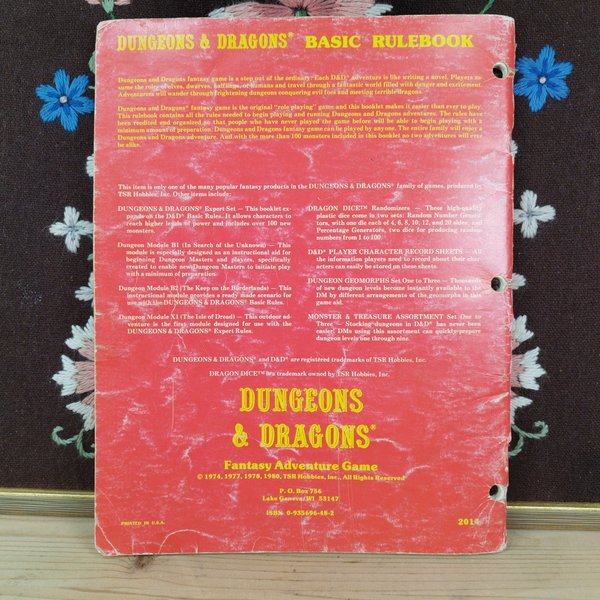 DUNGEONS & DRAGONS® BASIC RULEBOOK
Dungeons and Dragons fantasy game is a step out of the ordinary. Each D&D® adventure is like writing a novel. Players as-
sume the roles of elves, dwarves, halflings, or humans and travel through a fantastic world filled with danger and excitement.
Adventurers will wander through frightening dungeons conquering evil foes and meeting terrible dragons.
Dungeons and Dragons® fantasy game is the original "role playing" game and this booklet makes it easier than ever to play.
This rulebook contains all the rules needed to begin playing and running Dungeons and Dragons adventures. The rules have
been reedited and organized so that people who have never played the game before will be able to begin playing with a
minimum amount of preparation. Dungeons and Dragons fantasy game can be played by anyone. The entire family will enjoy a
Dungeons and Dragons adventure. And with the more than 100 monsters included in this booklet no two adventures will ever
be alike.
This item is only one of the many popular fantasy products in the DUNGEONS & DRAGONS® family of games, produced by
TSR Hobbies, Inc. Other items include:
DUNGEONS & DRAGONS® Expert Set — This booklet ex-
pands on the D&D® Basic Rules. It allows characters to
reach higher levels of power and includes over 100 new
monsters.
Dungeon Module B1 (In Search of the Unknown) — This
module is especially designed as an instructional aid for
beginning Dungeon Masters and players, specifically
created to enable new Dungeon Masters to initiate play
with a minimum of preparation.
Dungeon Module B2 (The Keep on the Borderlands) — This
instructional module provides a ready made scenario for
use with the DUNGEONS & DRAGONS® Basic Rules.
Dungeon Module X1 (The Isle of Dread) — This outdoor ad-
venture is the first module designed for use with the
DUNGEONS & DRAGONS® Expert Rules.
DRAGON DICE™ Randomizers — These high-quality
plastic dice come in two sets: Random Number Gener-
ators, with one die each of 4, 6, 8, 10, 12, and 20 sides; and
Percentage Generators, two dice for producing random
numbers from 1 to 100.
D&D® PLAYER CHARACTER RECORD SHEETS — All
the information players need to record about their char-
acters can easily be stored on these sheets.
DUNGEON GEOMORPHS Set One to Three — Thousands
of new dungeon levels become instantly available to the
DM by different arrangements of the geomorphs in this
game aid.
MONSTER & TREASURE ASSORTMENT Set One to
Three — Stocking dungeons in D&D® has never been
easier! DMs using this assortment can quickly prepare
dungeon levels one through nine.
DUNGEONS & DRAGONS® and D&D® are registered trademarks of TSR Hobbies, Inc.
DRAGON DICE™ is a trademark owned by TSR Hobbies, Inc.
DUNGEONS
& DRAGONS®
Fantasy Adventure Game
© 1974, 1977, 1978, 1980, TSR Hobbies, Inc., All Rights Reserved
P. O. Box 756
Lake Geneva, WI 53147
ISBN 0-935696-48-2
PRINTED IN U.S.A.
2014